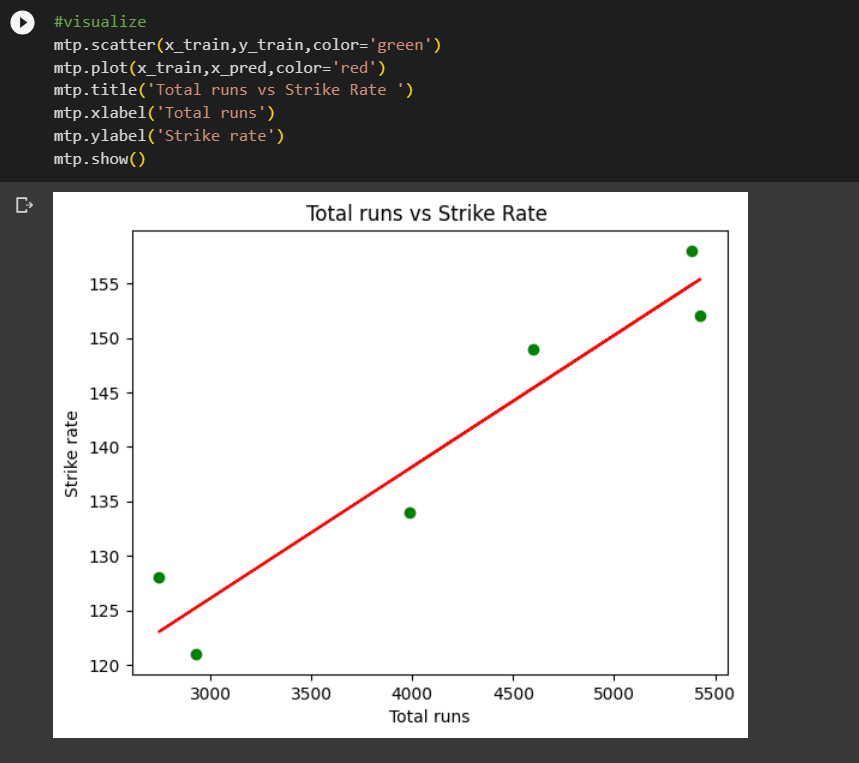 #visualize
mtp.scatter(x_train,y_train,color='green')
mtp.plot(x_train,x_pred,color='red')
mtp.title('Total runs vs Strike Rate ')
mtp.xlabel('Total runs')
mtp.ylabel('Strike rate')
mtp.show()
Total runs vs Strike Rate
Strike rate
155
150
145
140
135
130
125
120
3000 3500 4000 4500 5000 5500
Total runs